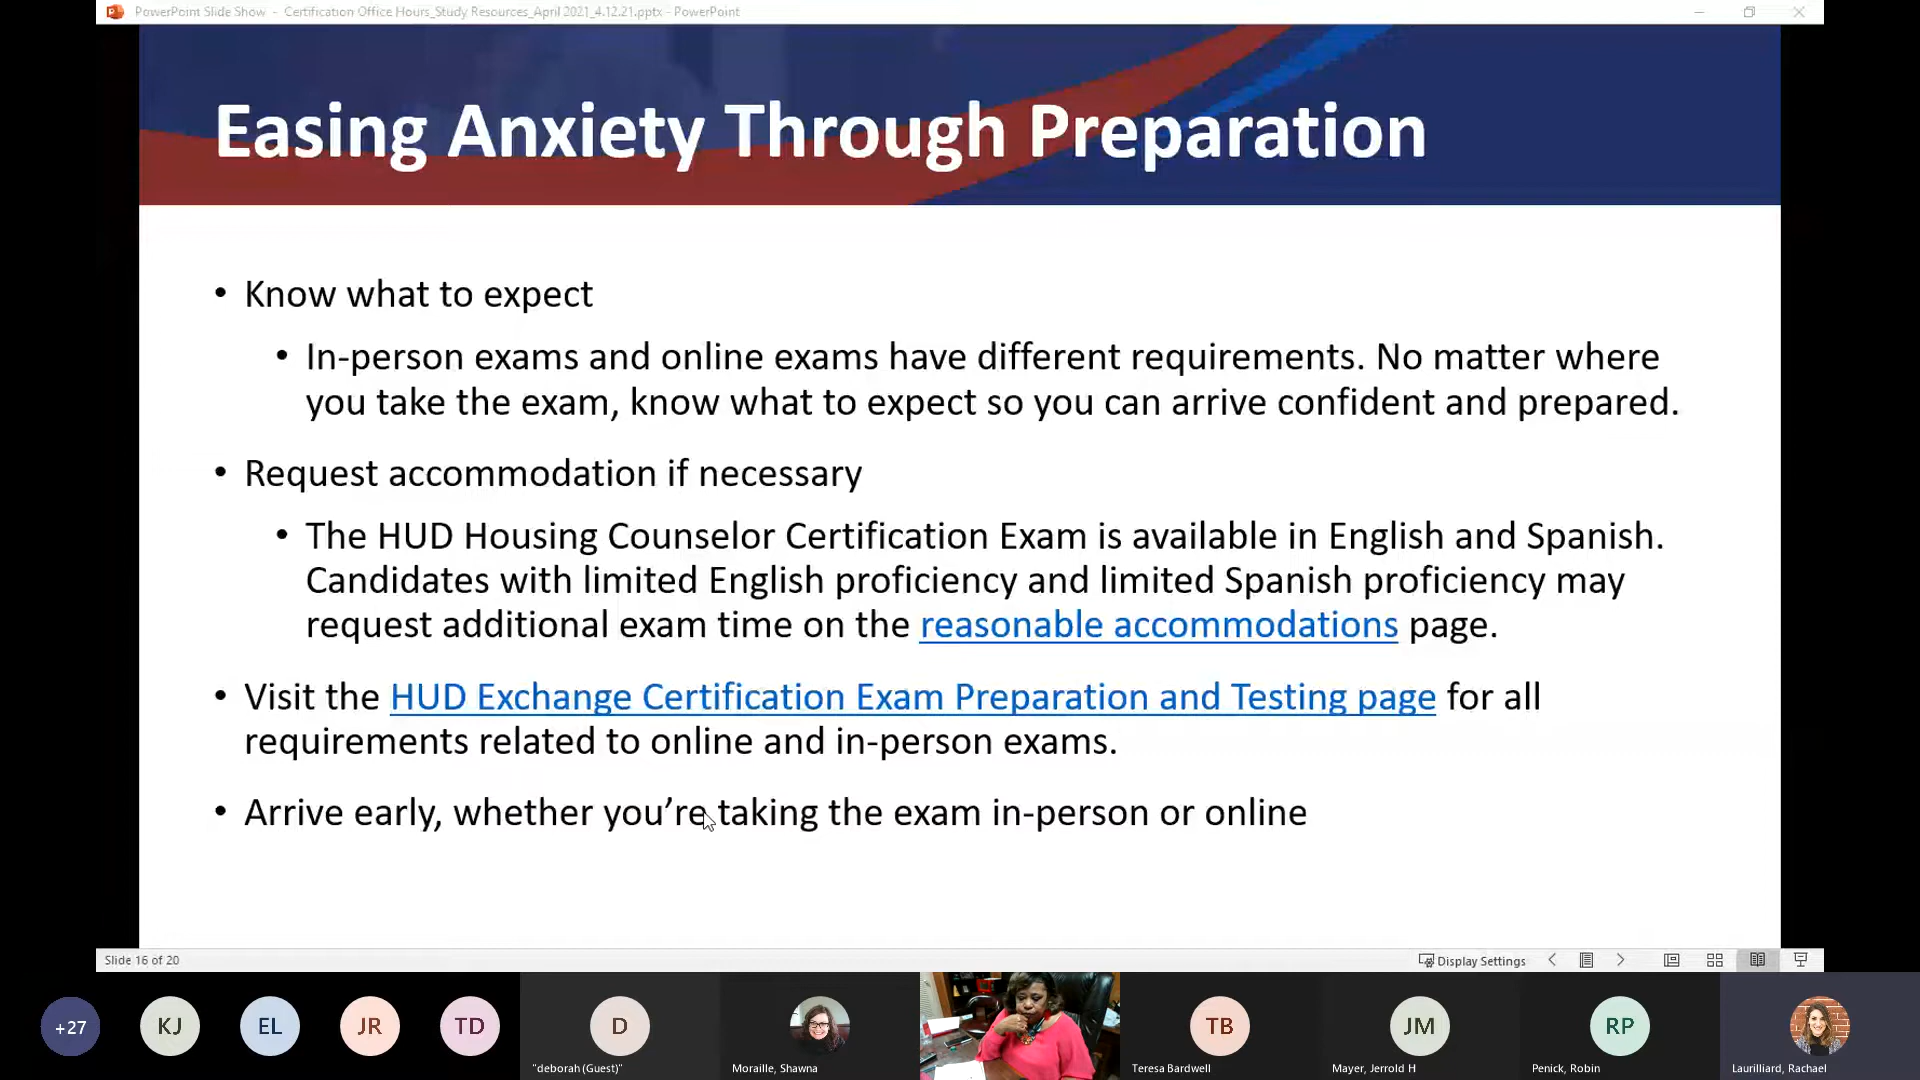 PowerPoint Slide Show - Certification Office Hours_Study Resources_April 2021_4.12.21.pptx - PowerPoint
Easing Anxiety Through Preparation
• Know what to expect
• In-person exams and online exams have different requirements. No matter where
you take the exam, know what to expect so you can arrive confident and prepared.
• Request accommodation if necessary
• The HUD Housing Counselor Certification Exam is available in English and Spanish.
Candidates with limited English proficiency and limited Spanish proficiency may
request additional exam time on the reasonable accommodations page.
• Visit the HUD Exchange Certification Exam Preparation and Testing page for all
requirements related to online and in-person exams.
• Arrive early, whether you’re taking the exam in-person or online
Slide 16 of 20
Display Settings
+27
KJ
EL
JR
TD
D
TB
JM
RP
"deborah (Guest)"
Moraille, Shawna
Teresa Bardwell
Mayer, Jerrold H
Penick, Robin
Laurilliard, Rachael